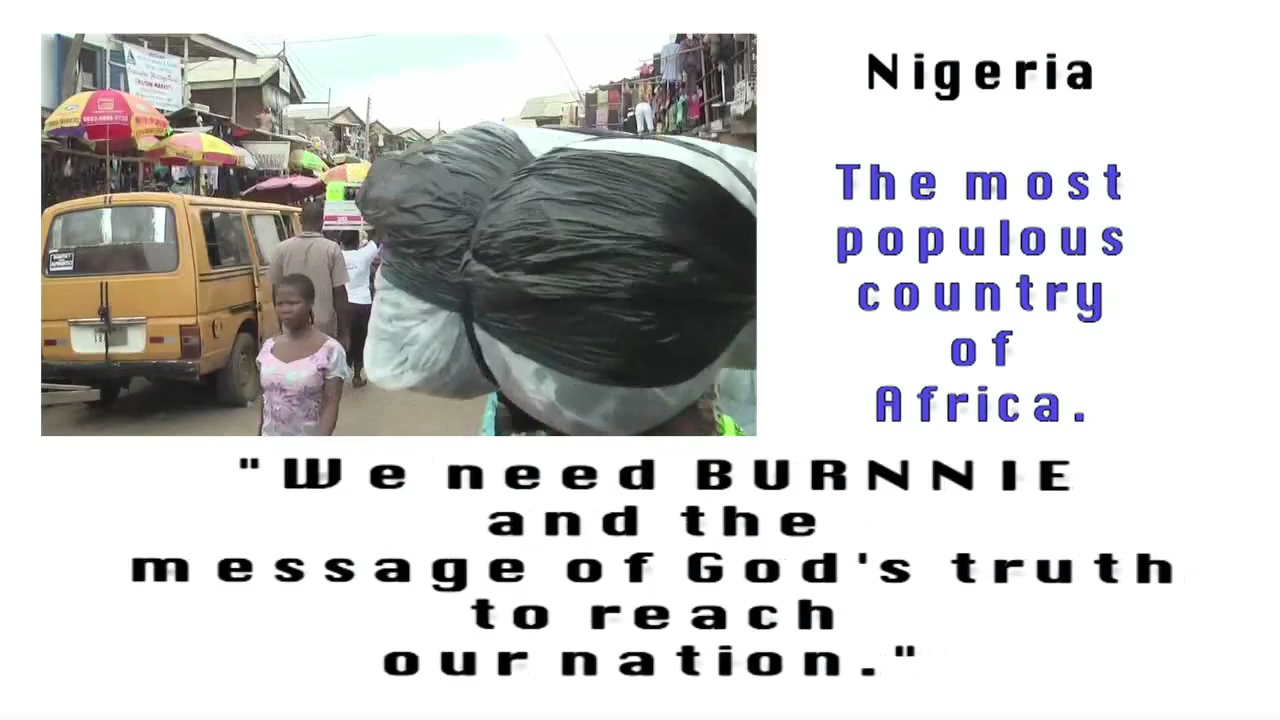 Nigeria
The most
populous
country
of
Africa.
"We need BURNNIE
and the
message of God's truth
to reach
our nation."